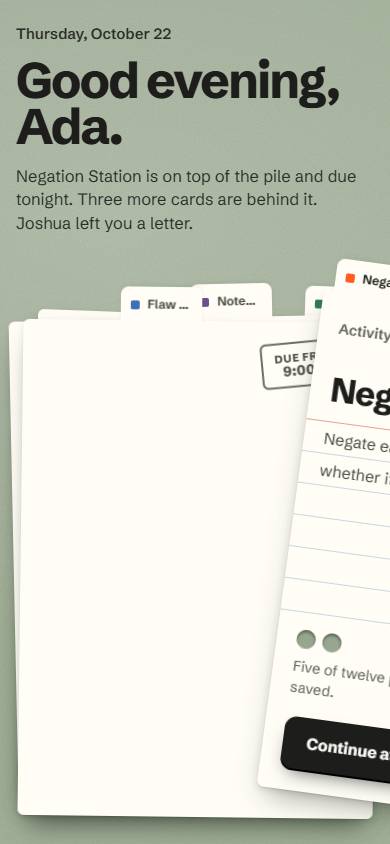 Thursday, October 22
Good evening,
Ada.
Negation Station is on top of the pile and due
tonight. Three more cards are behind it.
Joshua left you a letter.
Flaw ...
Note...
DUE
9:00
Activity
Negate
whether
Five of twelve
saved.
Continue